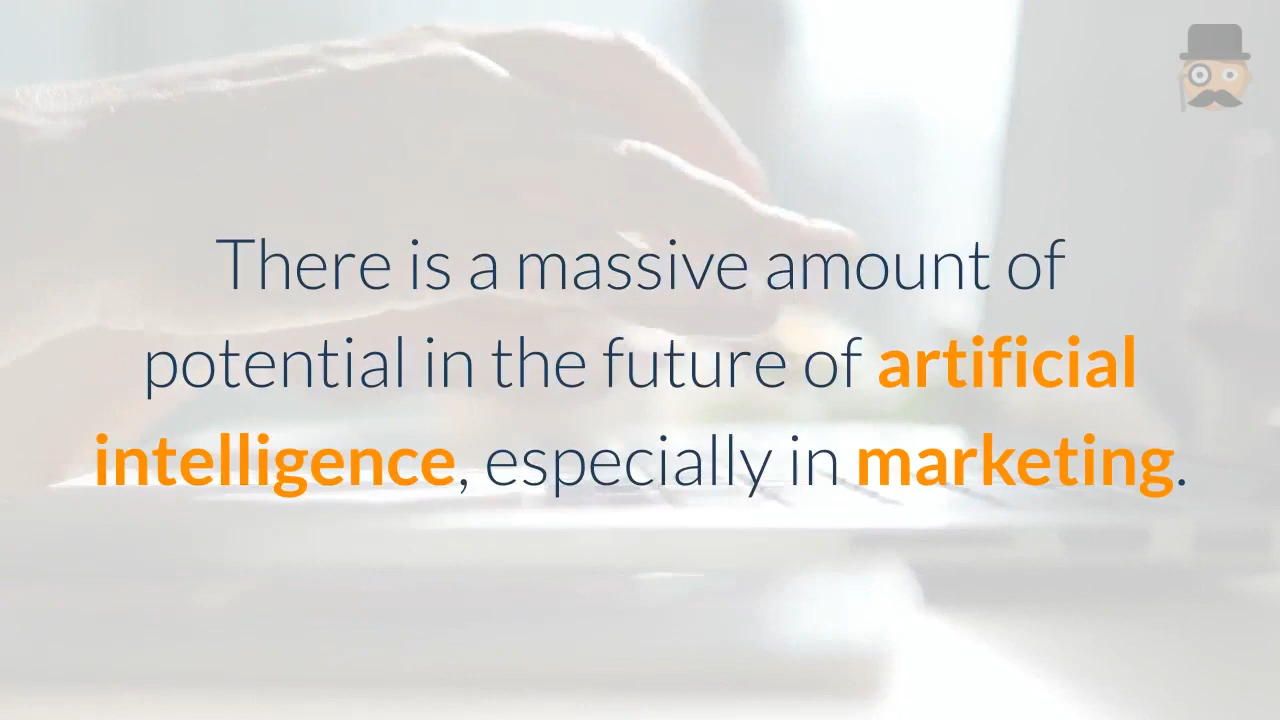 There is a massive amount of
potential in the future of artificial
intelligence, especially in marketing.